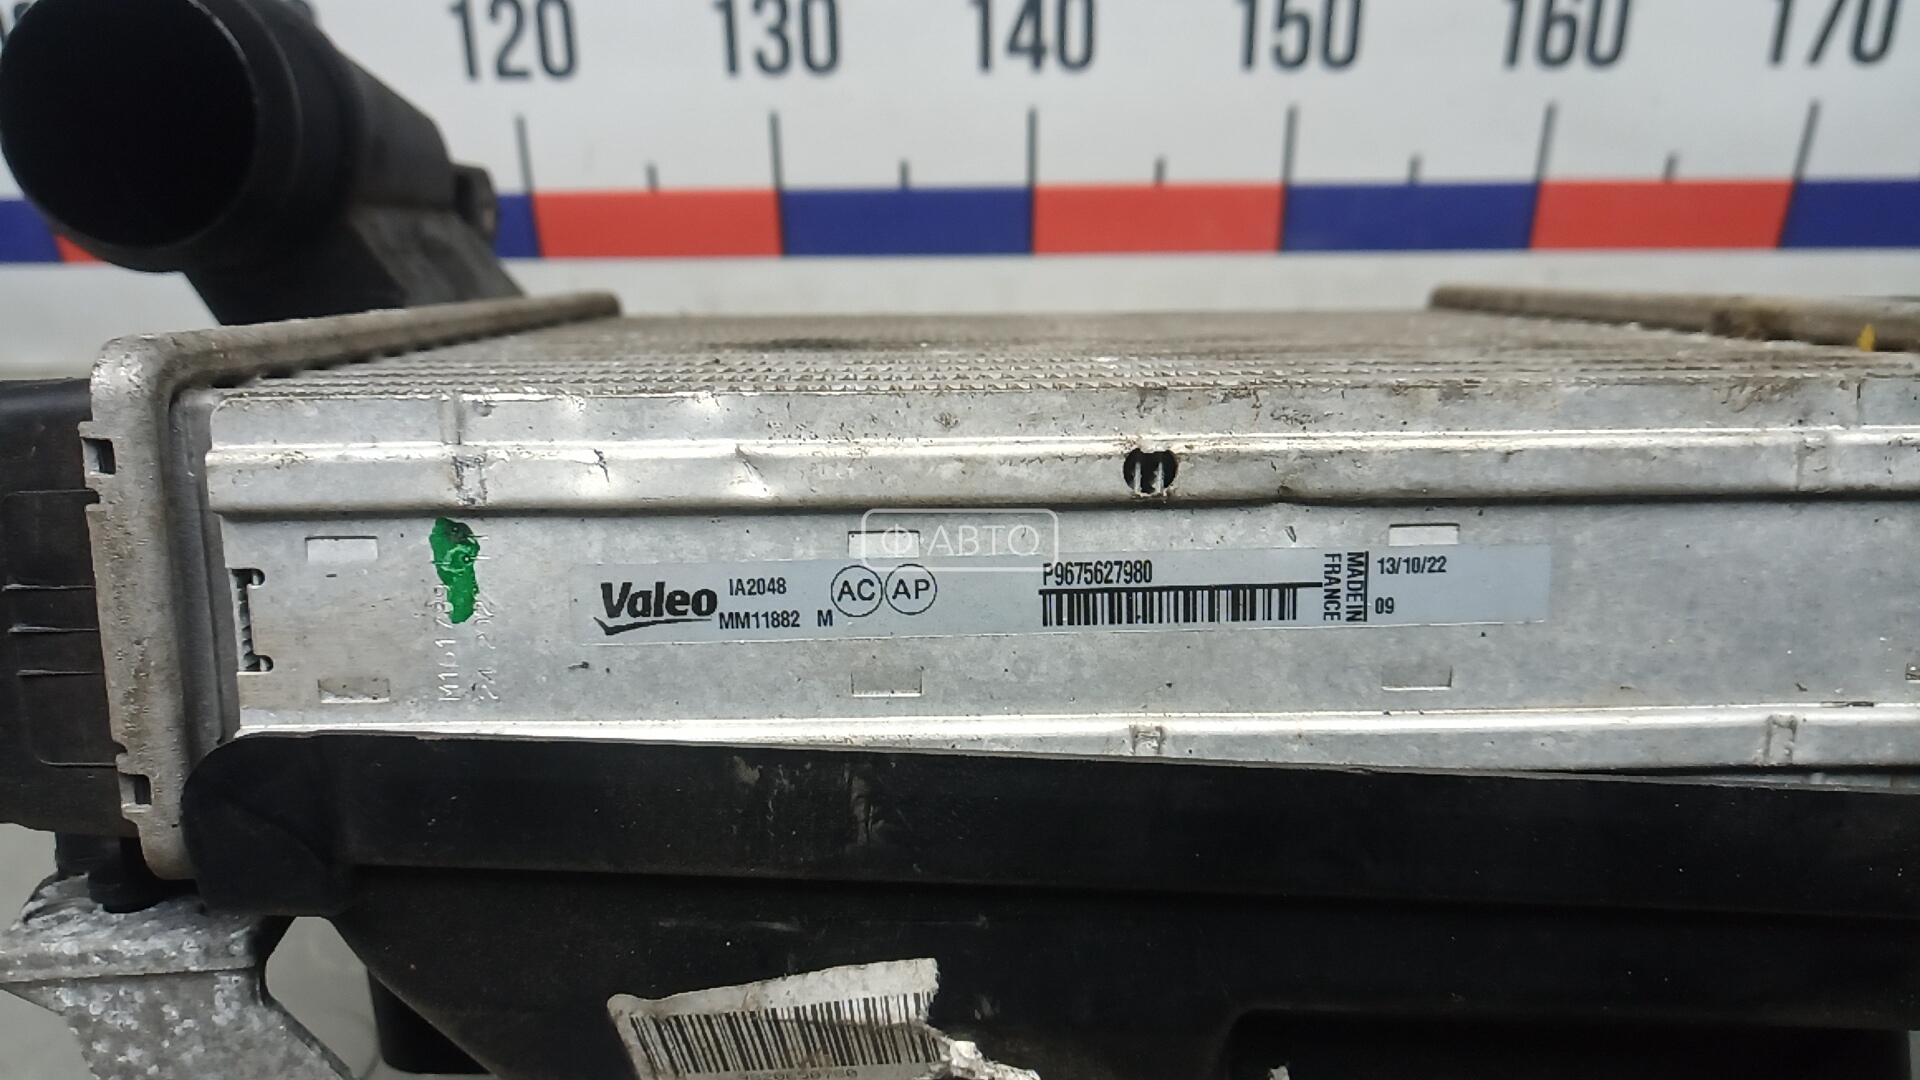 120 130 140 150 160 170
Ф АВТО
Valeo IA2048 AC AP
MM11882 M
P9675627980
MADE IN
FRANCE
13/10/22
09